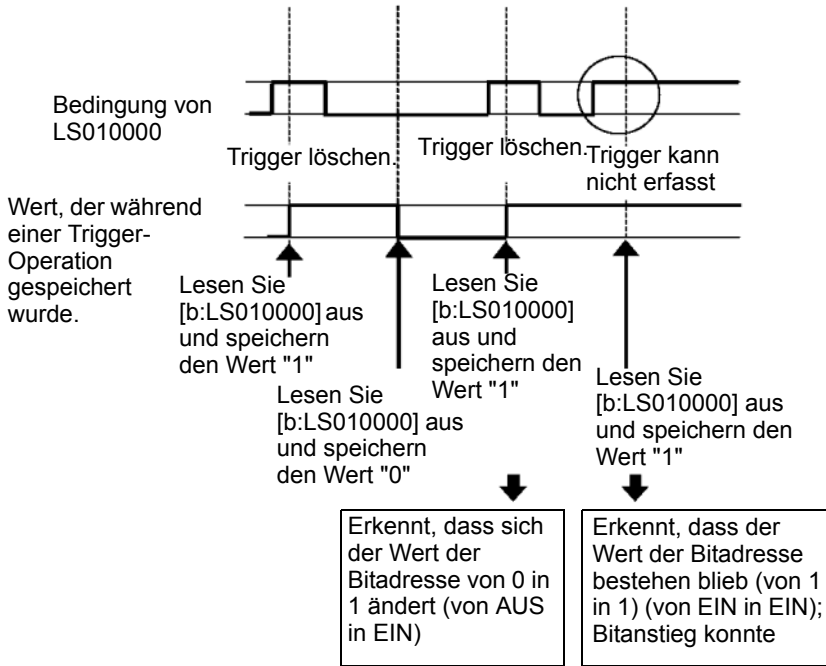 Bedingung von
LS010000
Trigger löschen.
Trigger löschen.
Trigger kann
nicht erfasst
Wert, der während
einer Trigger-
Operation
gespeichert
wurde.
Lesen Sie
[b:LS010000] aus
und speichern
den Wert "1"
Lesen Sie
[b:LS010000] aus
und speichern
den Wert "0"
Lesen Sie
[b:LS010000]
aus und
speichern den
Wert "1"
Lesen Sie
[b:LS010000] aus
und speichern den
Wert "1"
Erkennt, dass sich
der Wert der
Bitadresse von 0 in
1 ändert (von AUS
in EIN)
Erkennt, dass der
Wert der Bitadresse
bestehen blieb (von 1
in 1) (von EIN in EIN);
Bitanstieg konnte